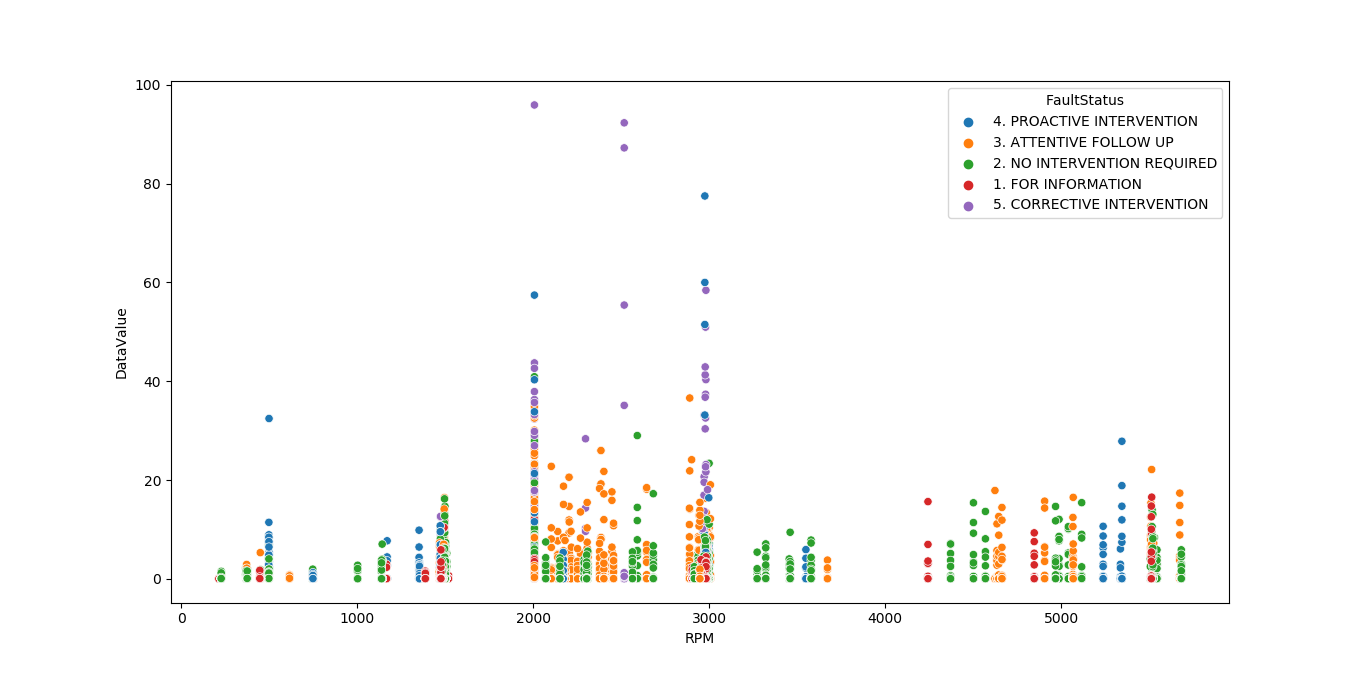 100
80
60
40
20
0
DataValue
FaultStatus
4. PROACTIVE INTERVENTION
3. ATTENTIVE FOLLOW UP
2. NO INTERVENTION REQUIRED
1. FOR INFORMATION
5. CORRECTIVE INTERVENTION
0 1000 2000 3000 4000 5000
RPM